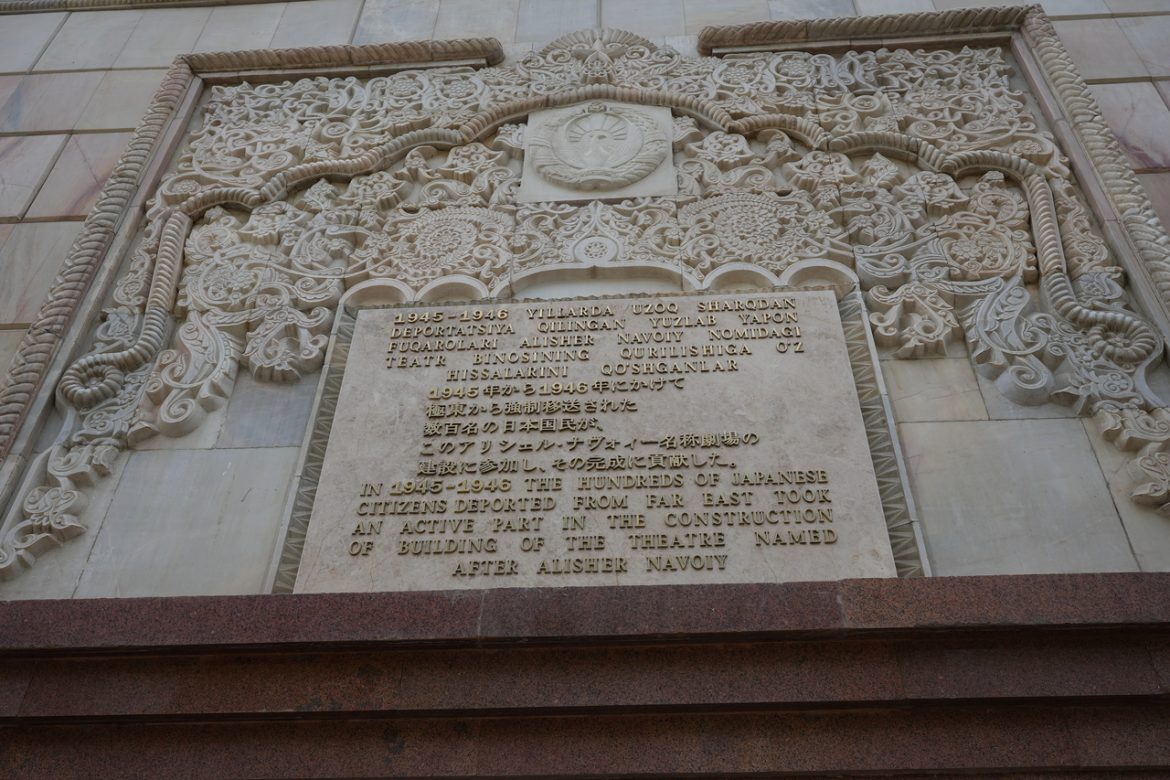 1945-1946 YILLARDA UZOQ SHARQDAN
DEPORTATSIYA QILINGAN YUZLAB YAPON
FUQAROLARI ALISHER NAVOIY NOMIDAGI
TEATR BINOSINING QURILISHIGA O'Z
HISSALARINI QO'SHGANLAR
1945年から1946年にかけて
極東から強制移送された
数百名の日本国民が、
このアリシェル・ナヴォイー名称劇場の
建設に参加し、その完成に貢献した。
IN 1945-1946 THE HUNDREDS OF JAPANESE
CITIZENS DEPORTED FROM FAR EAST TOOK
AN ACTIVE PART IN THE CONSTRUCTION
OF BUILDING OF THE THEATRE NAMED
AFTER ALISHER NAVOIY